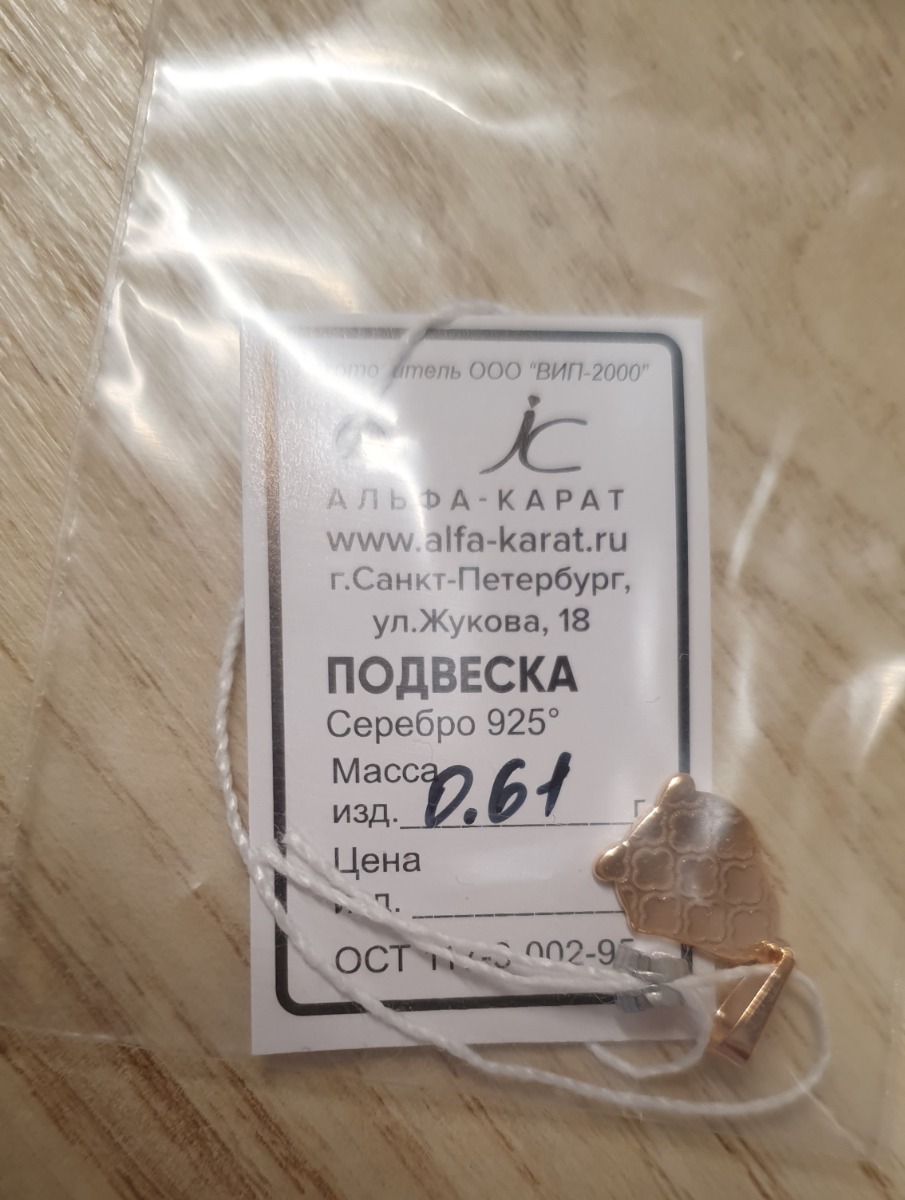 ООО "ВИП-2000"
АЛЬФА-КАРАТ
www.alfa-karat.ru
г.Санкт-Петербург,
ул.Жукова, 18
ПОДВЕСКА
Серебро 925°
Масса
изд. 0.61 г
Цена
ОСТ